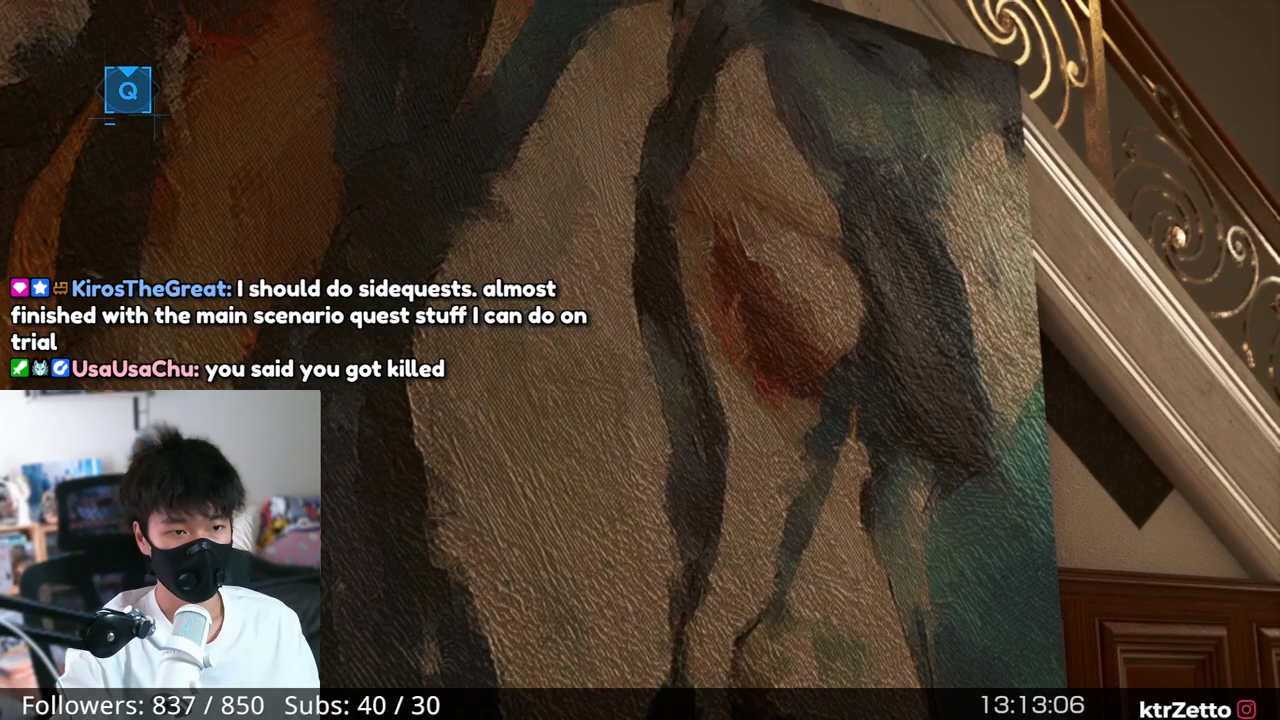 Q
KirosTheGreat: I should do sidequests. almost
finished with the main scenario quest stuff I can do on
trial
UsaUsaChu: you said you got killed
Followers: 837 / 850 Subs: 40 / 30
13:13:06
ktrZetto